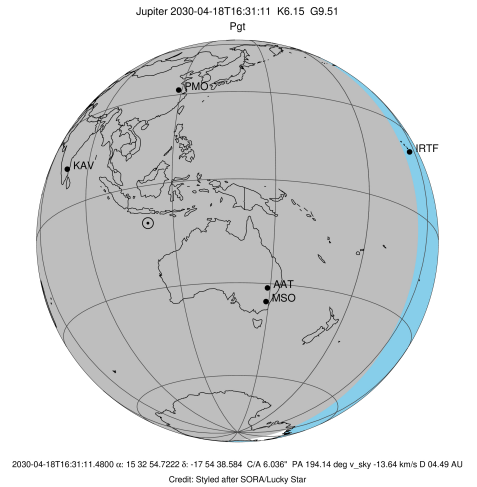 Jupiter 2030-04-18T16:31:11 K6.15 G9.51
Pgt
PMO
IRTF
KAV
AAT
MSO
2030-04-18T16:31:11.4800 α: 15 32 54.7222 δ: -17 54 38.584 C/A 6.036" PA 194.14 deg v_sky -13.64 km/s D 04.49 AU
Credit: Styled after SORA/Lucky Star